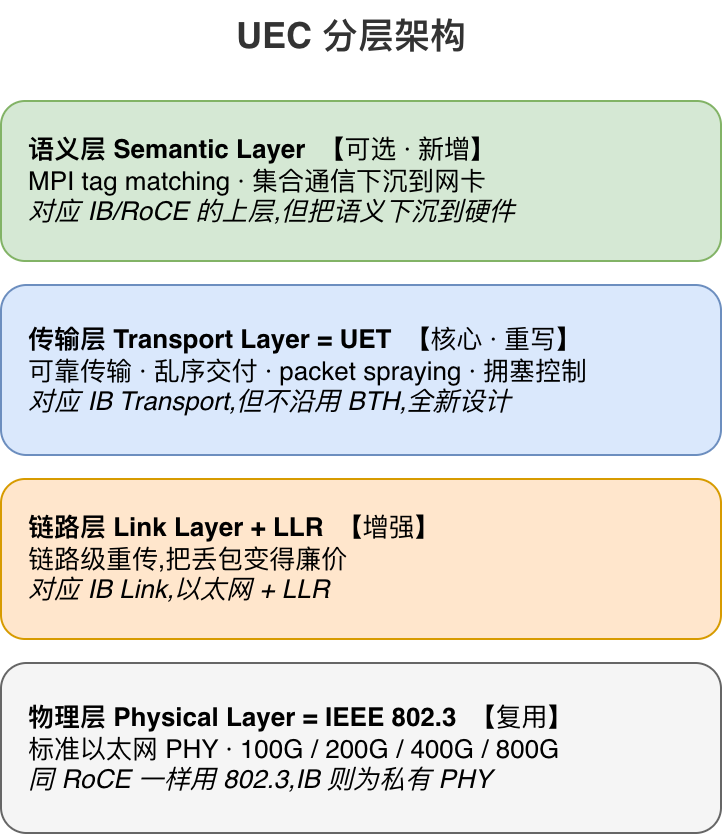 UEC 分层架构
语义层 Semantic Layer 【可选 · 新增】
MPI tag matching · 集合通信下沉到网卡
对应 IB/RoCE 的上层,但把语义下沉到硬件
传输层 Transport Layer = UET 【核心 · 重写】
可靠传输 · 乱序交付 · packet spraying · 拥塞控制
对应 IB Transport,但不沿用 BTH,全新设计
链路层 Link Layer + LLR 【增强】
链路级重传,把丢包变得廉价
对应 IB Link,以太网 + LLR
物理层 Physical Layer = IEEE 802.3 【复用】
标准以太网 PHY · 100G / 200G / 400G / 800G
同 RoCE 一样用 802.3,IB 则为私有 PHY